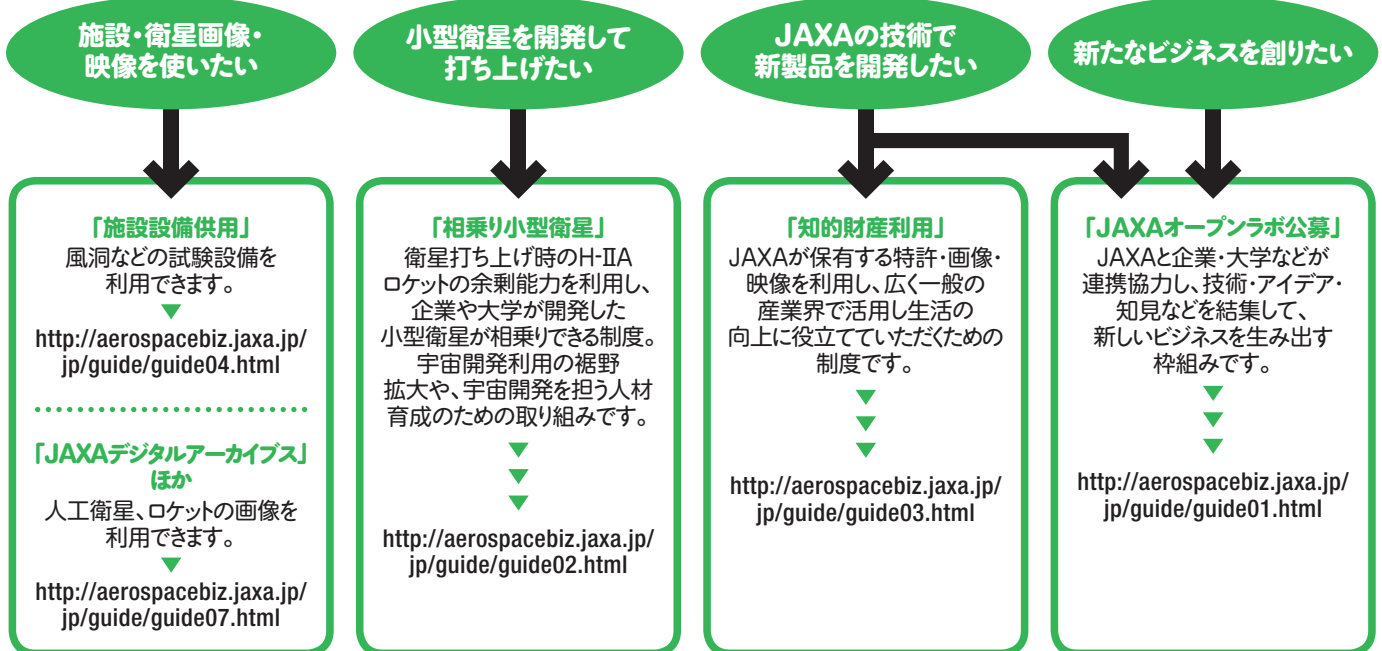 施設・衛星画像・
映像を使いたい
小型衛星を開発して
打ち上げたい
JAXAの技術で
新製品を開発したい
新たなビジネスを創りたい
「施設設備供用」
風洞などの試験設備を
利用できます。
http://aerospacebiz.jaxa.jp/
jp/guide/guide04.html
「JAXAデジタルアーカイブス」
ほか
人工衛星、ロケットの画像を
利用できます。
http://aerospacebiz.jaxa.jp/
jp/guide/guide07.html
「相乗り小型衛星」
衛星打ち上げ時のH-ⅡA
ロケットの余剰能力を利用し、
企業や大学が開発した
小型衛星が相乗りできる制度。
宇宙開発利用の裾野
拡大や、宇宙開発を担う人材
育成のための取り組みです。
http://aerospacebiz.jaxa.jp/
jp/guide/guide02.html
「知的財産利用」
JAXAが保有する特許・画像・
映像を利用し、広く一般の
産業界で活用し生活の
向上に役立てていただくための
制度です。
http://aerospacebiz.jaxa.jp/
jp/guide/guide03.html
「JAXAオープンラボ公募」
JAXAと企業・大学などが
連携協力し、技術・アイデア・
知見などを結集して、
新しいビジネスを生み出す
枠組みです。
http://aerospacebiz.jaxa.jp/
jp/guide/guide01.html